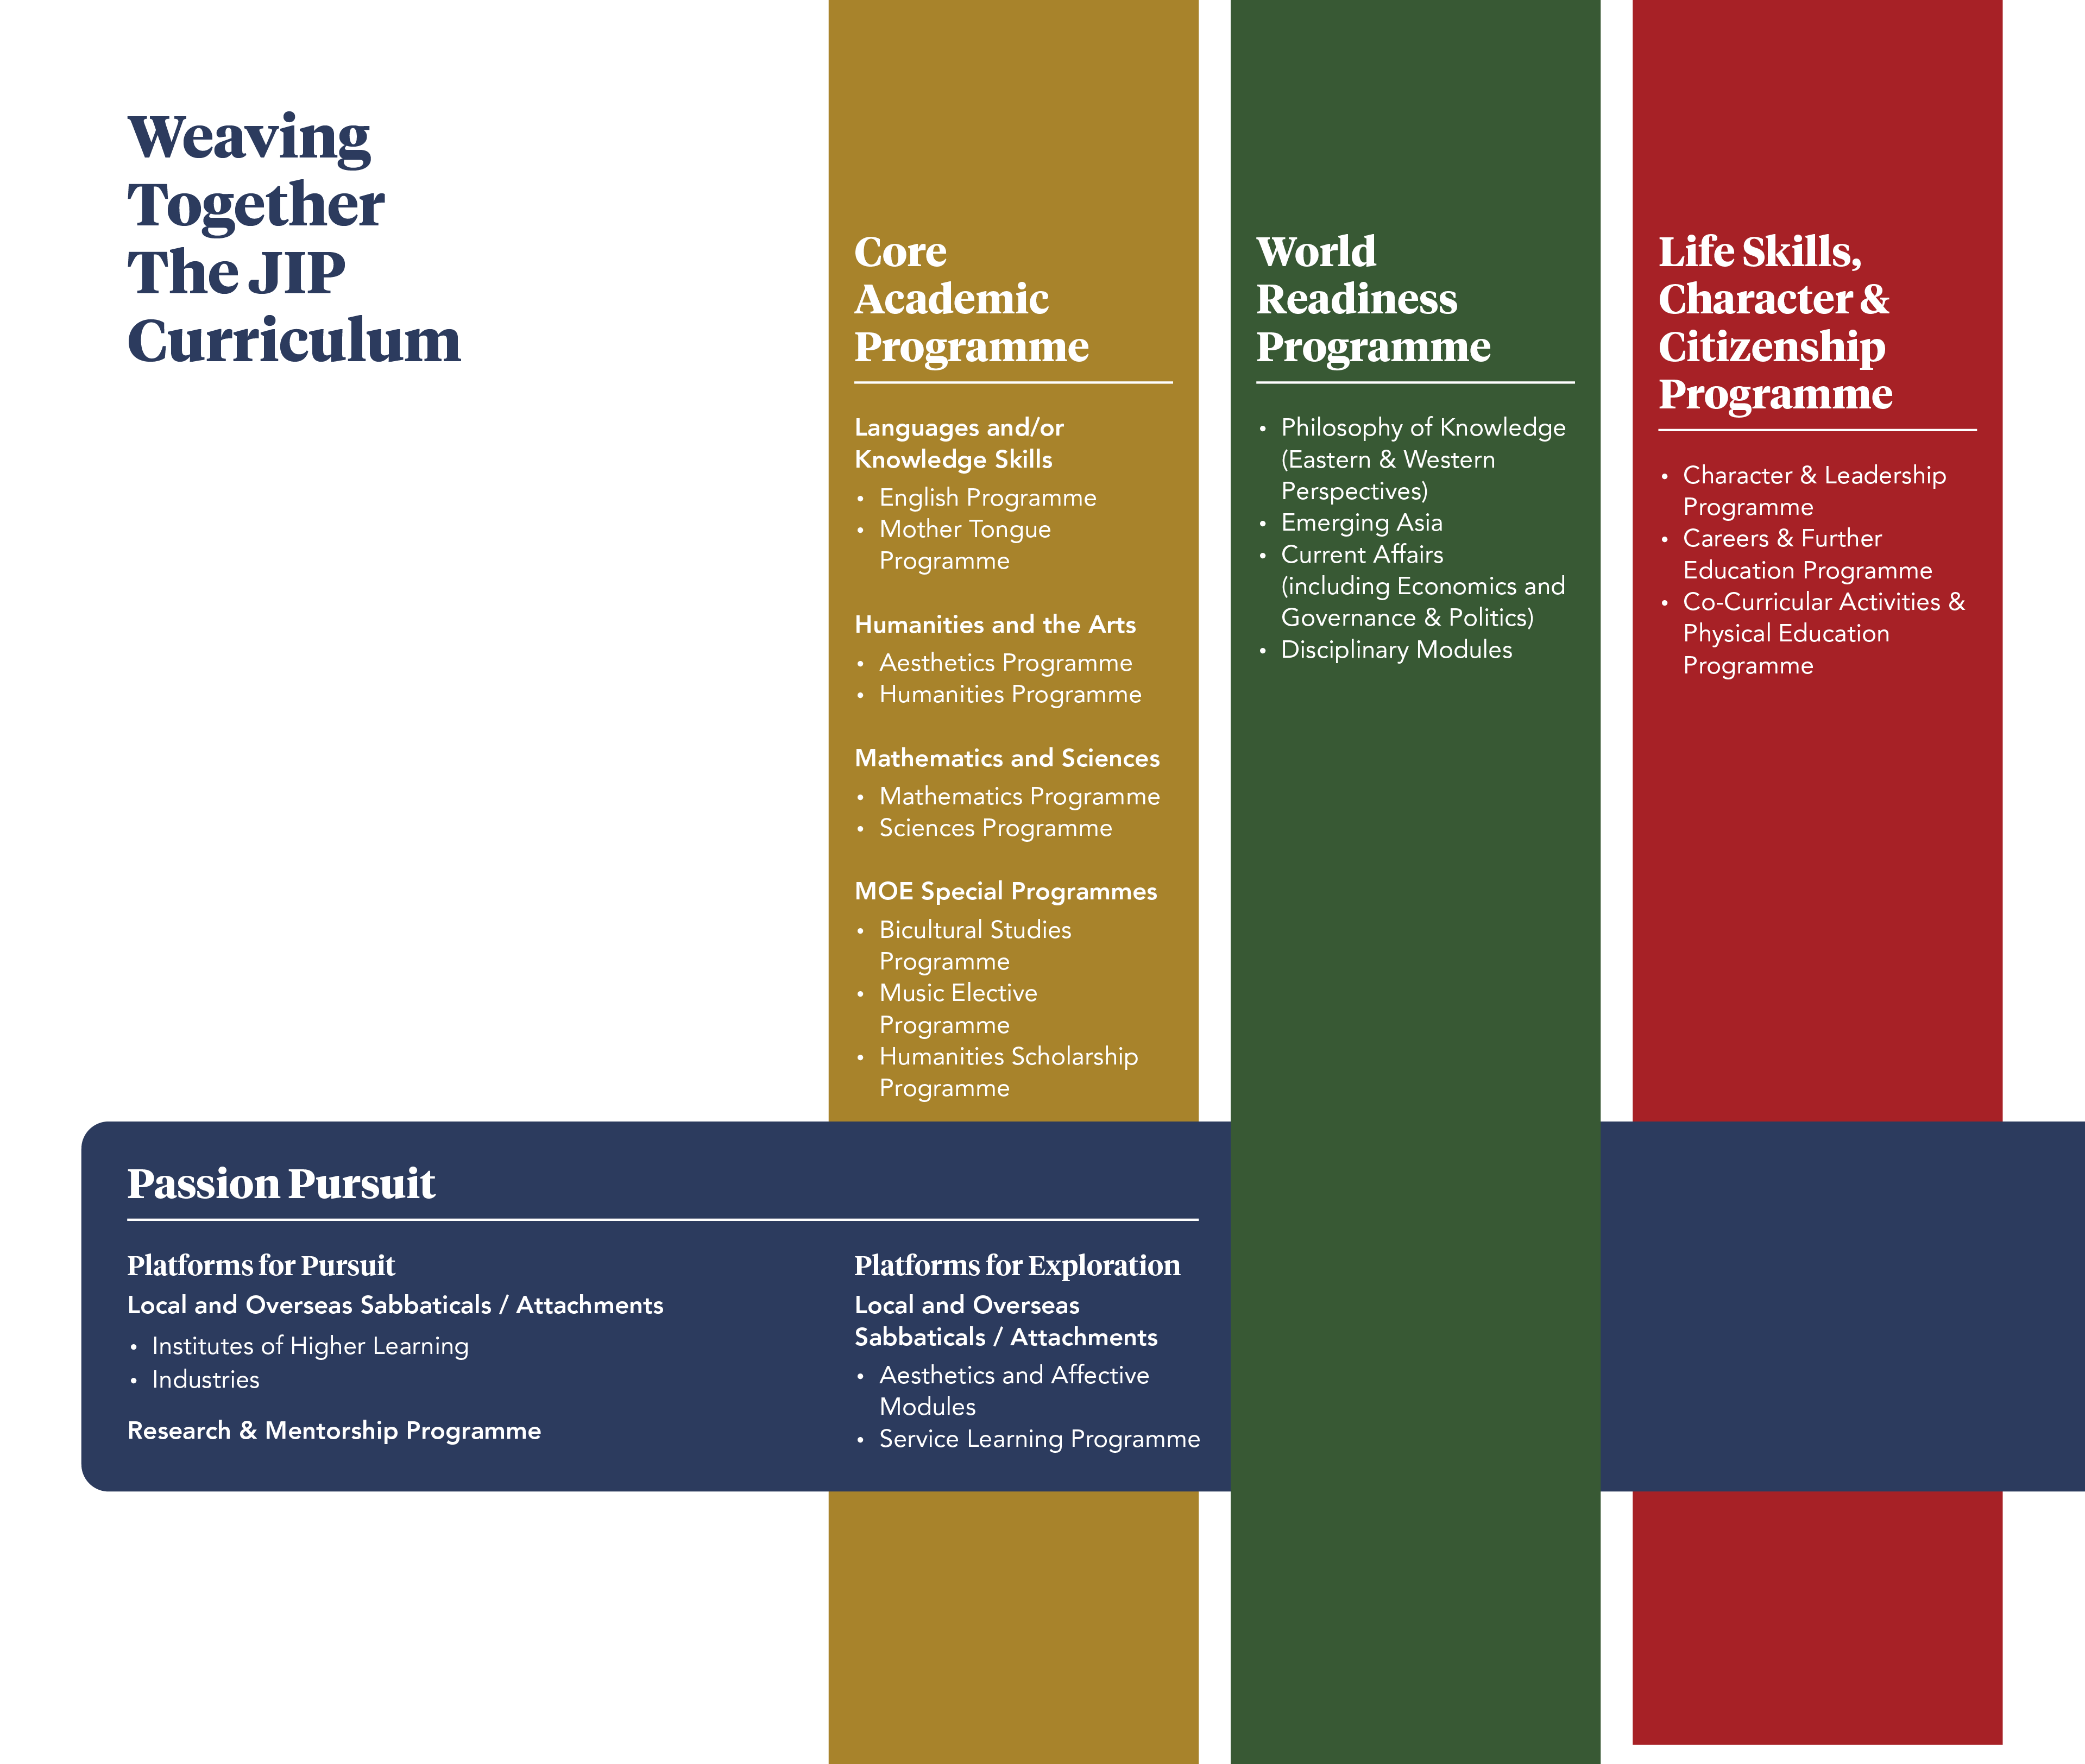 Weaving
Together
The JIP
Curriculum
Core
Academic
Programme
Languages and/or
Knowledge Skills
• English Programme
• Mother Tongue
Programme
Humanities and the Arts
• Aesthetics Programme
• Humanities Programme
Mathematics and Sciences
• Mathematics Programme
• Sciences Programme
MOE Special Programmes
• Bicultural Studies
Programme
• Music Elective
Programme
• Humanities Scholarship
Programme
World
Readiness
Programme
• Philosophy of Knowledge
(Eastern & Western
Perspectives)
• Emerging Asia
• Current Affairs
(including Economics and
Governance & Politics)
• Disciplinary Modules
Life Skills,
Character &
Citizenship
Programme
• Character & Leadership
Programme
• Careers & Further
Education Programme
• Co-Curricular Activities &
Physical Education
Programme
Passion Pursuit
Platforms for Pursuit
Local and Overseas Sabbaticals / Attachments
• Institutes of Higher Learning
• Industries
Research & Mentorship Programme
Platforms for Exploration
Local and Overseas
Sabbaticals / Attachments
• Aesthetics and Affective
Modules
• Service Learning Programme